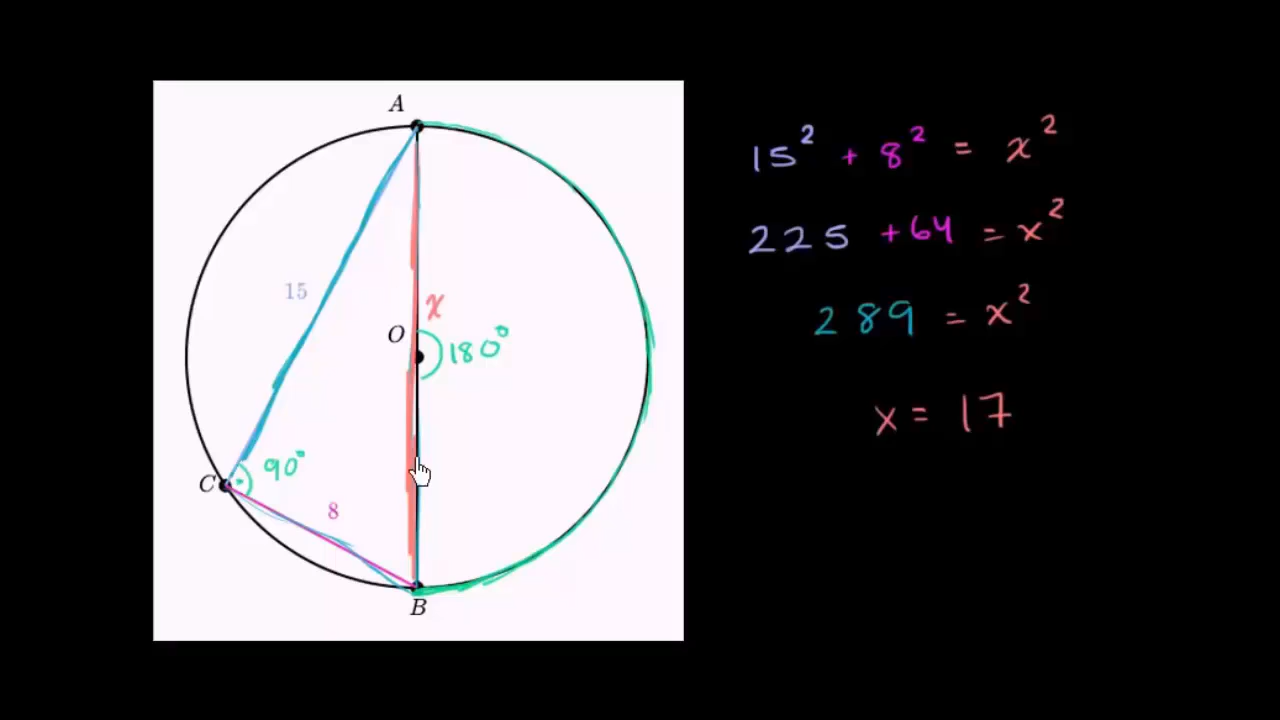 A
15
x
O
180°
C
90°
8
B
15² + 8² = x²
225 + 64 = x²
289 = x²
x = 17